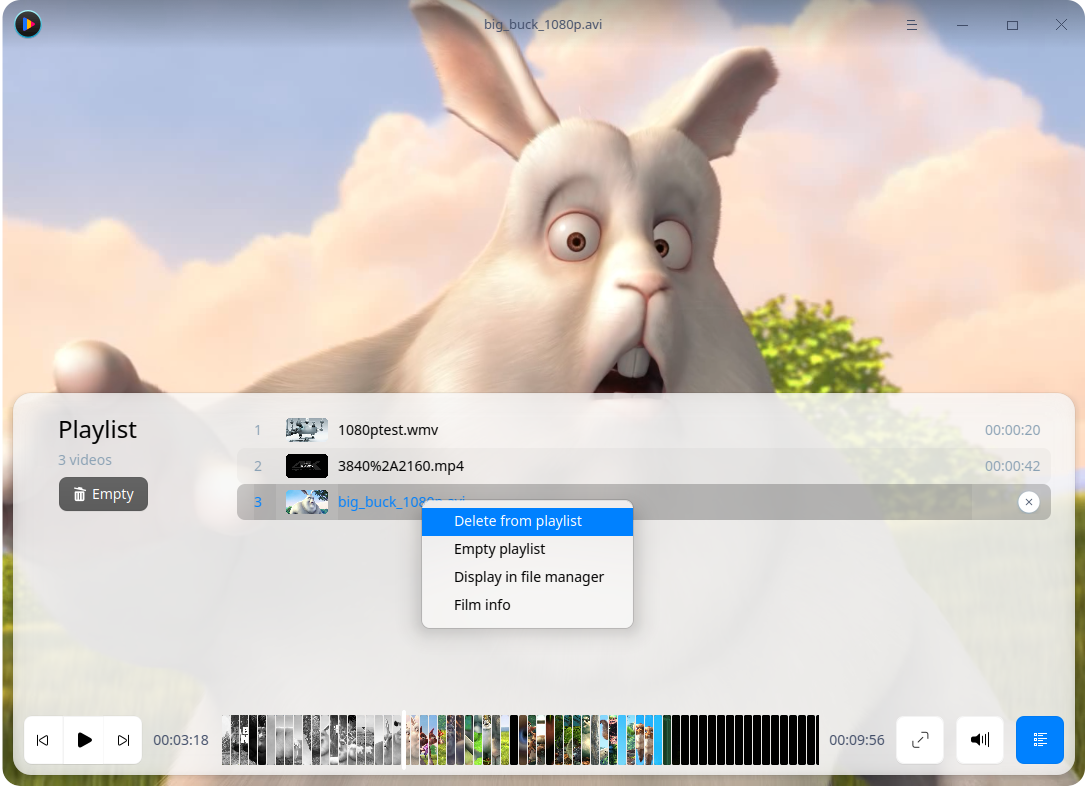 big_buck_1080p.avi
Playlist
3 videos
Empty
1 1080ptest.wmv 00:00:20
2 3840%2A2160.mp4 00:00:42
3 big_buck_1080p.avi
Delete from playlist
Empty playlist
Display in file manager
Film info
00:03:18
00:09:56